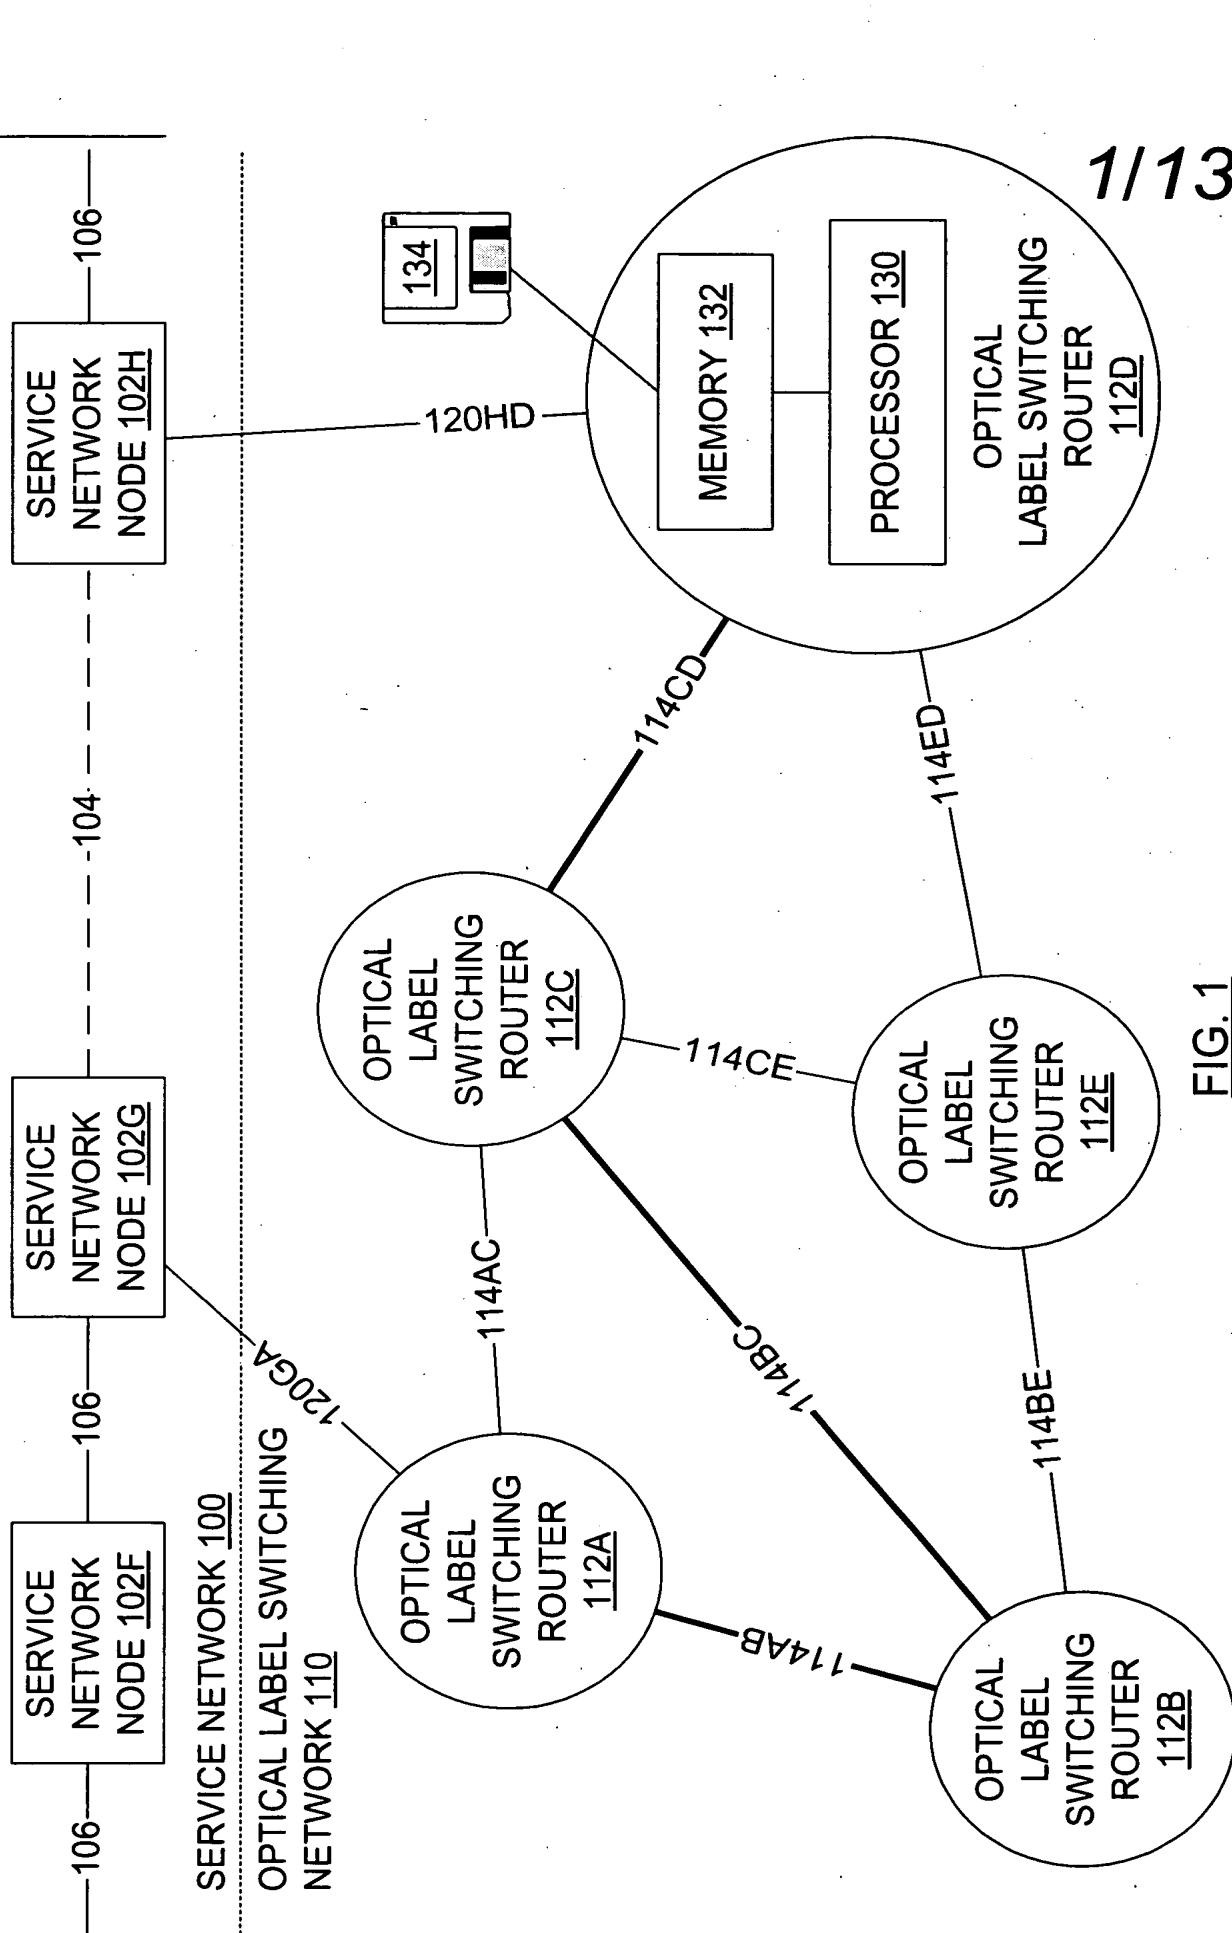 106
SERVICE
NETWORK
NODE 102F
106
SERVICE
NETWORK
NODE 102G
104
SERVICE
NETWORK
NODE 102H
106
SERVICE NETWORK 100
OPTICAL LABEL SWITCHING
NETWORK 110
120GA
120HD
134
OPTICAL
LABEL
SWITCHING
ROUTER
112A
114AC
OPTICAL
LABEL
SWITCHING
ROUTER
112C
114CD
MEMORY 132
PROCESSOR 130
OPTICAL
LABEL SWITCHING
ROUTER
112D
114AB
114BC
114CE
114ED
OPTICAL
LABEL
SWITCHING
ROUTER
112B
114BE
OPTICAL
LABEL
SWITCHING
ROUTER
112E
FIG. 1
1/13